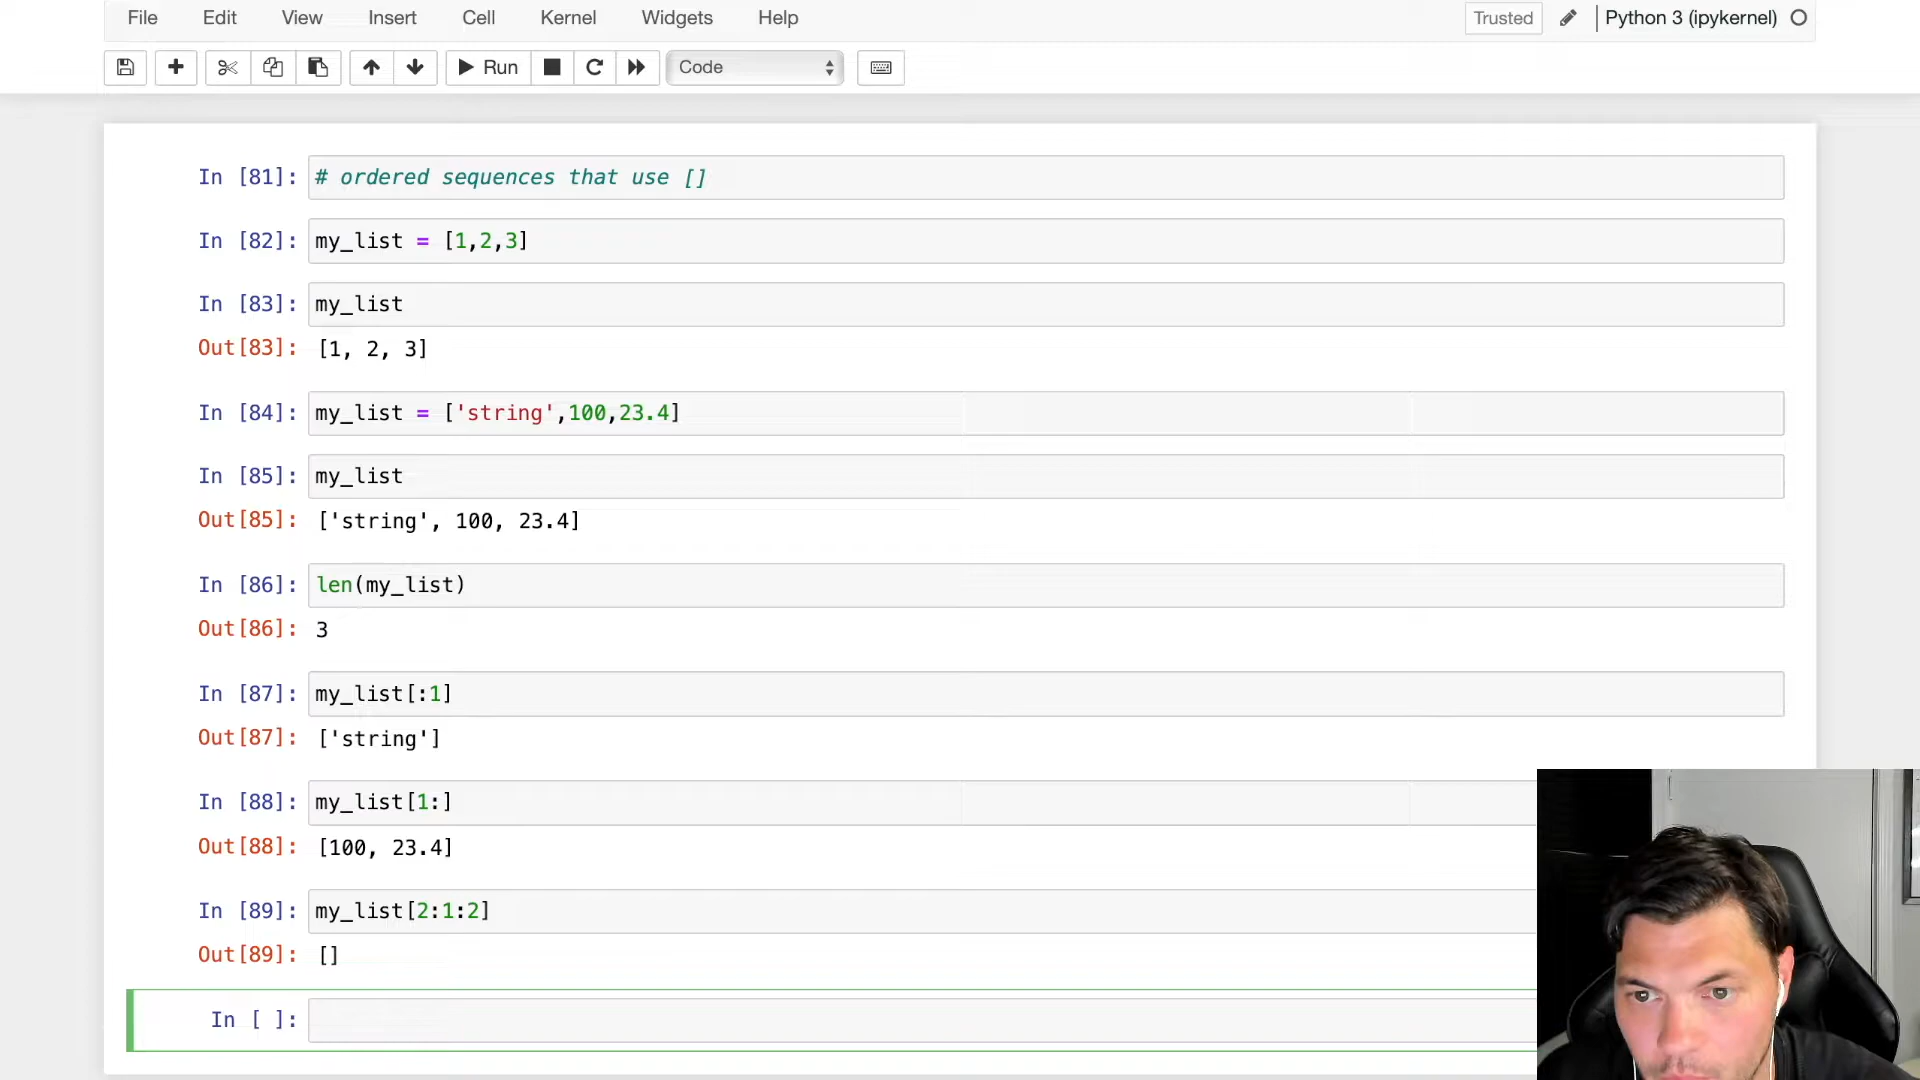 File Edit View Insert Cell Kernel Widgets Help Trusted Python 3 (ipykernel)
Run Code
In [81]: # ordered sequences that use []
In [82]: my_list = [1,2,3]
In [83]: my_list
Out[83]: [1, 2, 3]
In [84]: my_list = ['string',100,23.4]
In [85]: my_list
Out[85]: ['string', 100, 23.4]
In [86]: len(my_list)
Out[86]: 3
In [87]: my_list[:1]
Out[87]: ['string']
In [88]: my_list[1:]
Out[88]: [100, 23.4]
In [89]: my_list[2:1:2]
Out[89]: []
In [ ]: